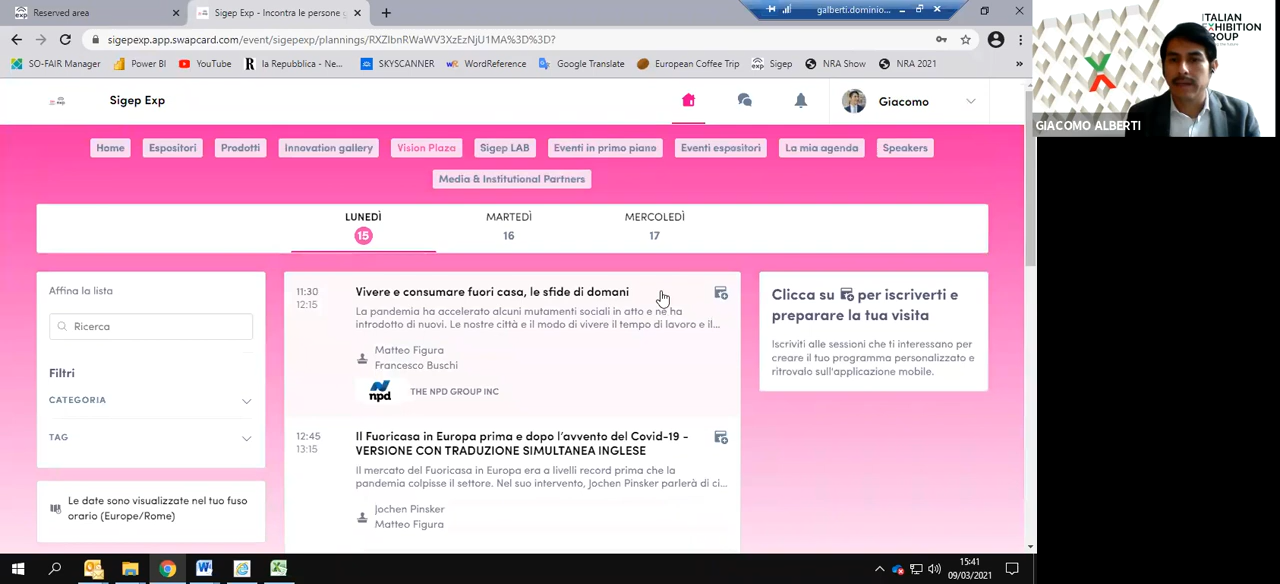 Reserved area
Sigep Exp - Incontra le persone g
galberti.dominio...
sigepexp.app.swapcard.com/event/sigepexp/plannings/RXZlbnRWaWV3XzEzNjU1MA%3D%3D?
SO-FAIR Manager
Power BI
YouTube
la Repubblica - Ne...
SKYSCANNER
WordReference
Google Translate
European Coffee Trip
Sigep
NRA Show
NRA 2021
ITALIAN
EXHIBITION
GROUP
GIACOMO ALBERTI
Sigep Exp
Giacomo
Home
Espositori
Prodotti
Innovation gallery
Vision Plaza
Sigep LAB
Eventi in primo piano
Eventi espositori
La mia agenda
Speakers
Media & Institutional Partners
LUNEDÌ
15
MARTEDÌ
16
MERCOLEDÌ
17
Affina la lista
Ricerca
Filtri
CATEGORIA
TAG
Le date sono visualizzate nel tuo fuso
orario (Europe/Rome)
11:30
12:15
Vivere e consumare fuori casa, le sfide di domani
La pandemia ha accelerato alcuni mutamenti sociali in atto e ne ha
introdotto di nuovi. Le nostre città e il modo di vivere il tempo di lavoro e il...
Matteo Figura
Francesco Buschi
npd
THE NPD GROUP INC
12:45
13:15
Il Fuoricasa in Europa prima e dopo l'avvento del Covid-19 -
VERSIONE CON TRADUZIONE SIMULTANEA INGLESE
Il mercato del Fuoricasa in Europa era a livelli record prima che la
pandemia colpisse il settore. Nel suo intervento, Jochen Pinsker parlerà di ci...
Jochen Pinsker
Matteo Figura
Clicca su per iscriverti e
preparare la tua visita
Iscriviti alle sessioni che ti interessano per
creare il tuo programma personalizzato e
ritrovalo sull'applicazione mobile.
15:41
09/03/2021